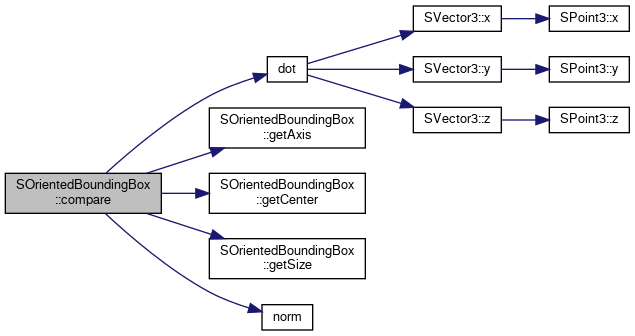 SOrientedBoundingBox
::compare
dot
SVector3::x
SPoint3::x
SVector3::y
SPoint3::y
SVector3::z
SPoint3::z
SOrientedBoundingBox
::getAxis
SOrientedBoundingBox
::getCenter
SOrientedBoundingBox
::getSize
norm